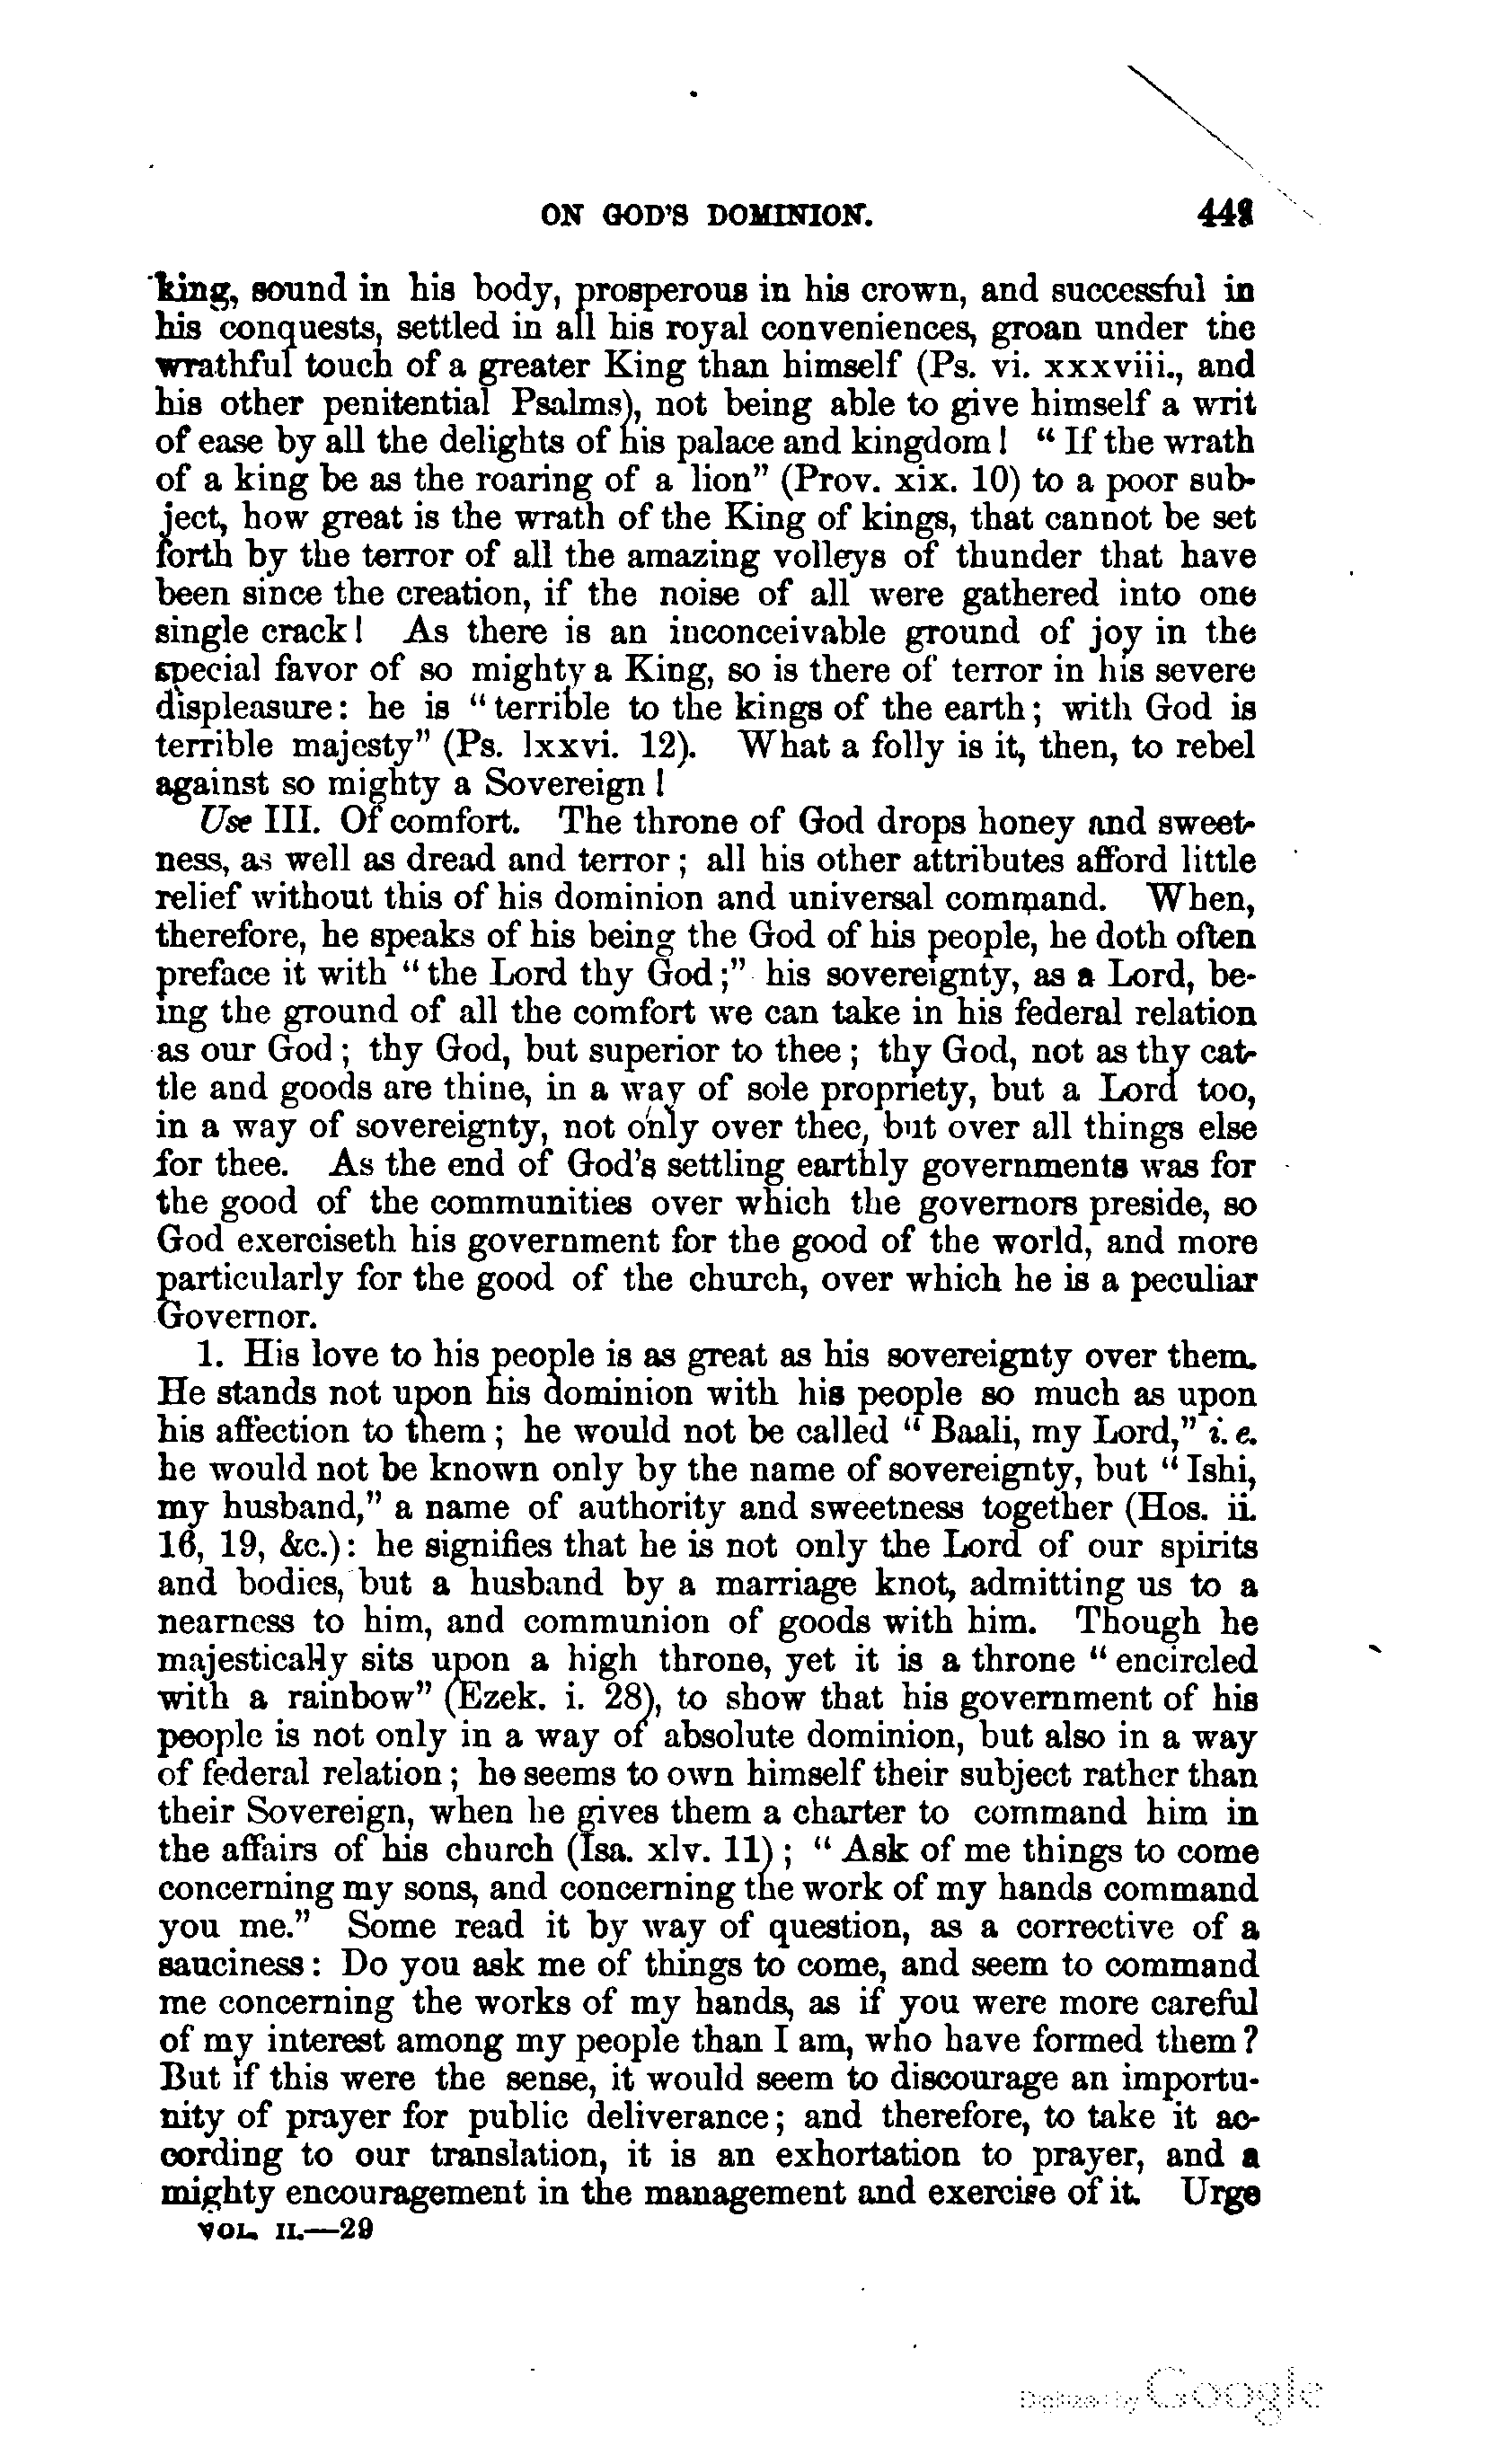 ON GOD'S DOMINION. 449
king, sound in his body, prosperous in his crown, and successful in
his conquests, settled in all his royal conveniences, groan under the
wrathful touch of a greater King than himself (Ps. vi. xxxviii., and
his other penitential Psalms), not being able to give himself a writ
of ease by all the delights of his palace and kingdom! "If the wrath
of a king be as the roaring of a lion" (Prov. xix. 10) to a poor sub-
ject, how great is the wrath of the King of kings, that cannot be set
forth by the terror of all the amazing volleys of thunder that have
been since the creation, if the noise of all were gathered into one
single crack! As there is an inconceivable ground of joy in the
special favor of so mighty a King, so is there of terror in his severe
displeasure: he is "terrible to the kings of the earth; with God is
terrible majesty" (Ps. lxxvi. 12). What a folly is it, then, to rebel
against so mighty a Sovereign!
Use III. Of comfort. The throne of God drops honey and sweet-
ness, as well as dread and terror; all his other attributes afford little
relief without this of his dominion and universal command. When,
therefore, he speaks of his being the God of his people, he doth often
preface it with "the Lord thy God;" his sovereignty, as a Lord, be-
ing the ground of all the comfort we can take in his federal relation
as our God; thy God, but superior to thee; thy God, not as thy cat-
tle and goods are thine, in a way of sole propriety, but a Lord too,
in a way of sovereignty, not only over thee, but over all things else
for thee. As the end of God's settling earthly governments was for
the good of the communities over which the governors preside, so
God exerciseth his government for the good of the world, and more
particularly for the good of the church, over which he is a peculiar
Governor.
1. His love to his people is as great as his sovereignty over them.
He stands not upon his dominion with his people so much as upon
his affection to them; he would not be called "Baali, my Lord," i. e.
he would not be known only by the name of sovereignty, but "Ishi,
my husband," a name of authority and sweetness together (Hos. ii.
16, 19, &c.): he signifies that he is not only the Lord of our spirits
and bodies, but a husband by a marriage knot, admitting us to a
nearness to him, and communion of goods with him. Though he
majestically sits upon a high throne, yet it is a throne "encircled
with a rainbow" (Ezek. i. 28), to show that his government of his
people is not only in a way of absolute dominion, but also in a way
of federal relation; he seems to own himself their subject rather than
their Sovereign, when he gives them a charter to command him in
the affairs of his church (Isa. xlv. 11); "Ask of me things to come
concerning my sons, and concerning the work of my hands command
you me." Some read it by way of question, as a corrective of a
sauciness: Do you ask me of things to come, and seem to command
me concerning the works of my hands, as if you were more careful
of my interest among my people than I am, who have formed them?
But if this were the sense, it would seem to discourage an importu-
nity of prayer for public deliverance; and therefore, to take it ac-
cording to our translation, it is an exhortation to prayer, and a
mighty encouragement in the management and exercise of it. Urge
VOL. II.—29
Digitized by Google